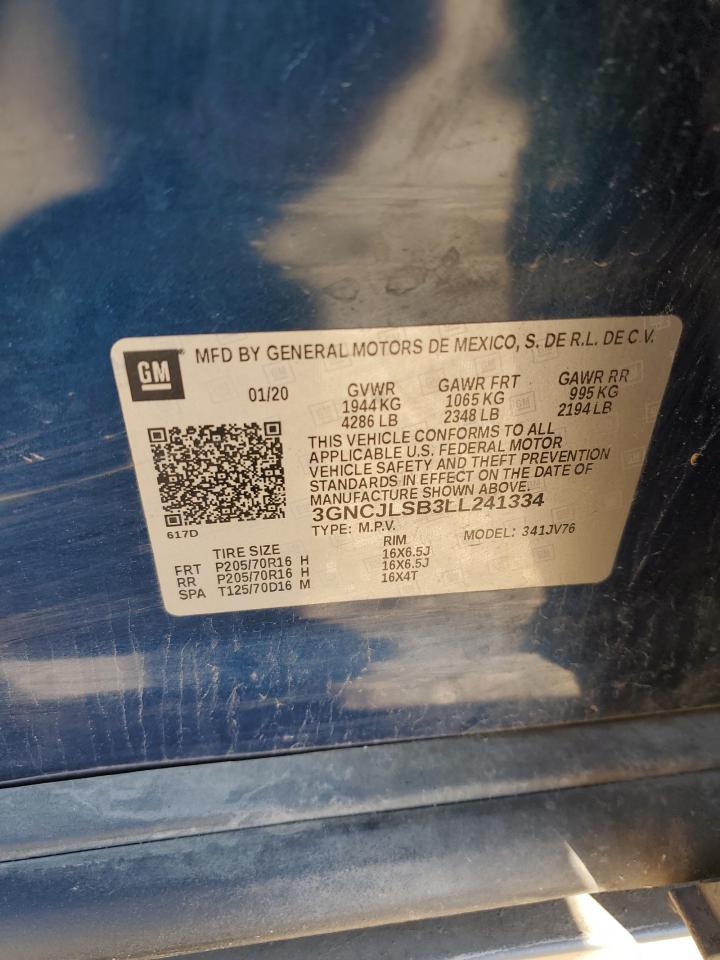 GM MFD BY GENERAL MOTORS DE MEXICO, S. DE R.L. DE C.V.
01/20 GVWR GAWR FRT GAWR RR
1944 KG 1065 KG 995 KG
4286 LB 2348 LB 2194 LB
THIS VEHICLE CONFORMS TO ALL
APPLICABLE U.S. FEDERAL MOTOR
VEHICLE SAFETY AND THEFT PREVENTION
STANDARDS IN EFFECT ON THE DATE OF
MANUFACTURE SHOWN ABOVE.
3GNCJLSB3LL241334
617D
TYPE: M.P.V. MODEL: 341JV76
TIRE SIZE RIM
FRT P205/70R16 H 16X6.5J
RR P205/70R16 H 16X6.5J
SPA T125/70D16 M 16X4T